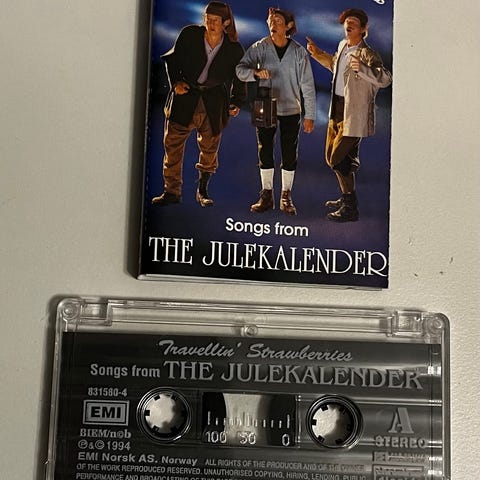 Songs from
THE JULEKALENDER
Travellin' Strawberries
Songs from THE JULEKALENDER
831580-4
EMI
A
STEREO
BIEM/n©b
℗&© 1994
100 50 0
EMI Norsk AS. Norway ALL RIGHTS OF THE PRODUCER AND OF THE
OF THE WORK REPRODUCED RESERVED. UNAUTHORISED COPYING, HIRING, LENDING, PUBLIC
PERFORMANCE AND BROADCASTING OF THIS